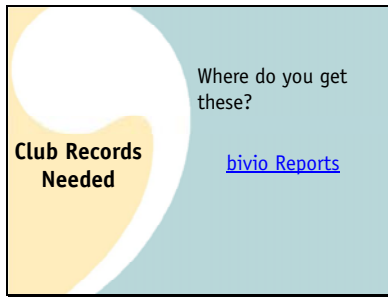 Where do you get
these?
Club Records
Needed
bivio Reports